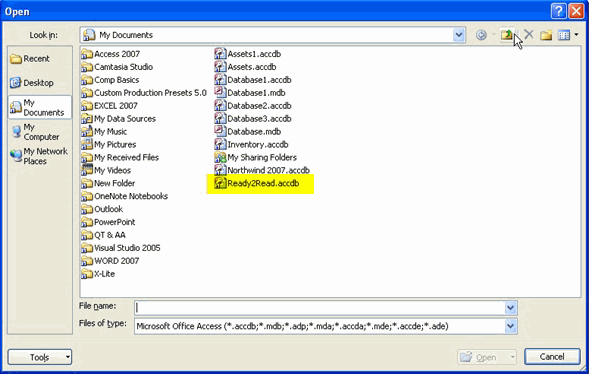 Open
Look in: My Documents
Recent
Desktop
My Documents
My Computer
My Network Places
Access 2007
Camtasia Studio
Comp Basics
Custom Production Presets 5.0
EXCEL 2007
My Data Sources
My Music
My Pictures
My Received Files
My Videos
New Folder
OneNote Notebooks
Outlook
PowerPoint
QT & AA
Visual Studio 2005
WORD 2007
X-Lite
Assets1.accdb
Assets.accdb
Database1.accdb
Database1.mdb
Database2.accdb
Database3.accdb
Database.mdb
Inventory.accdb
My Sharing Folders
Northwind 2007.accdb
Ready2Read.accdb
File name:
Files of type: Microsoft Office Access (*.accdb;*.mdb;*.adp;*.mda;*.accda;*.mde;*.accde;*.ade)
Tools
Open
Cancel